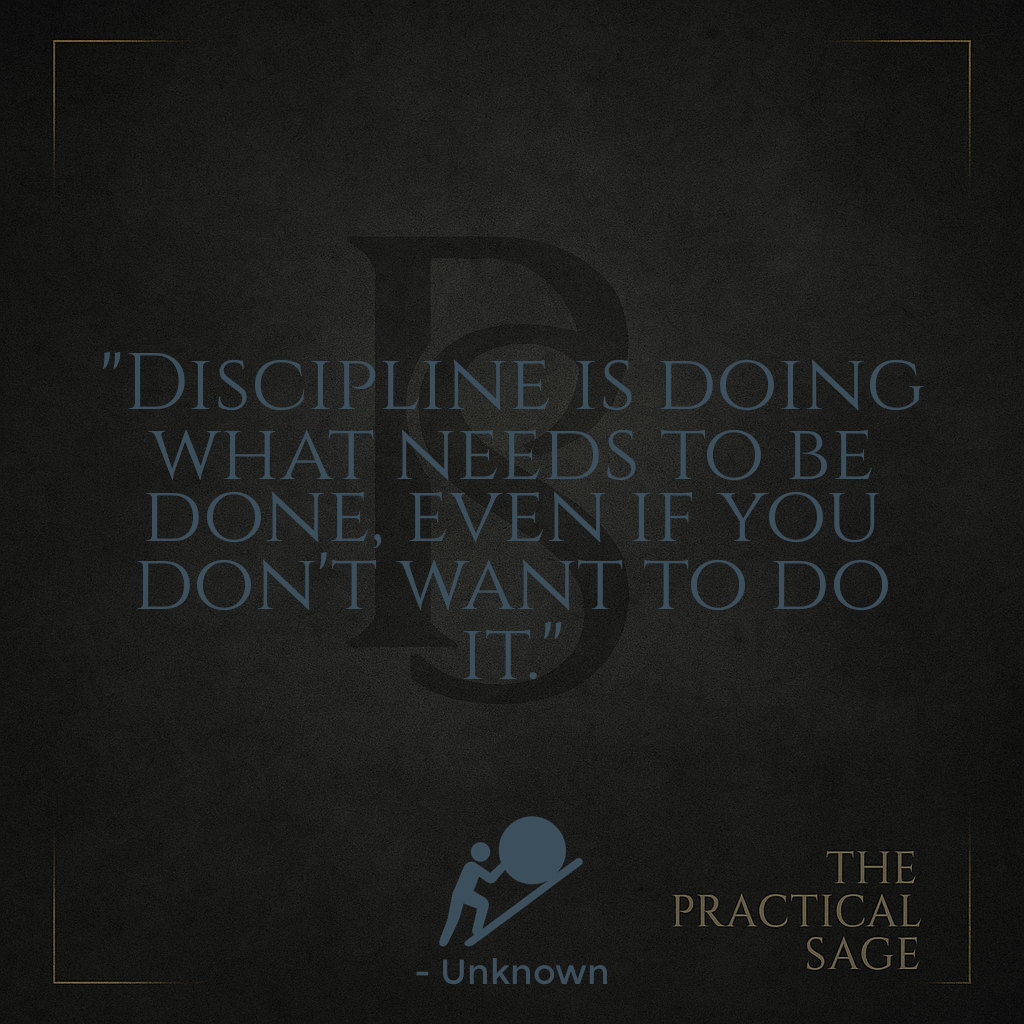 "Discipline is doing
what needs to be
done, even if you
don't want to do
it."
- Unknown
THE
PRACTICAL
SAGE
PS